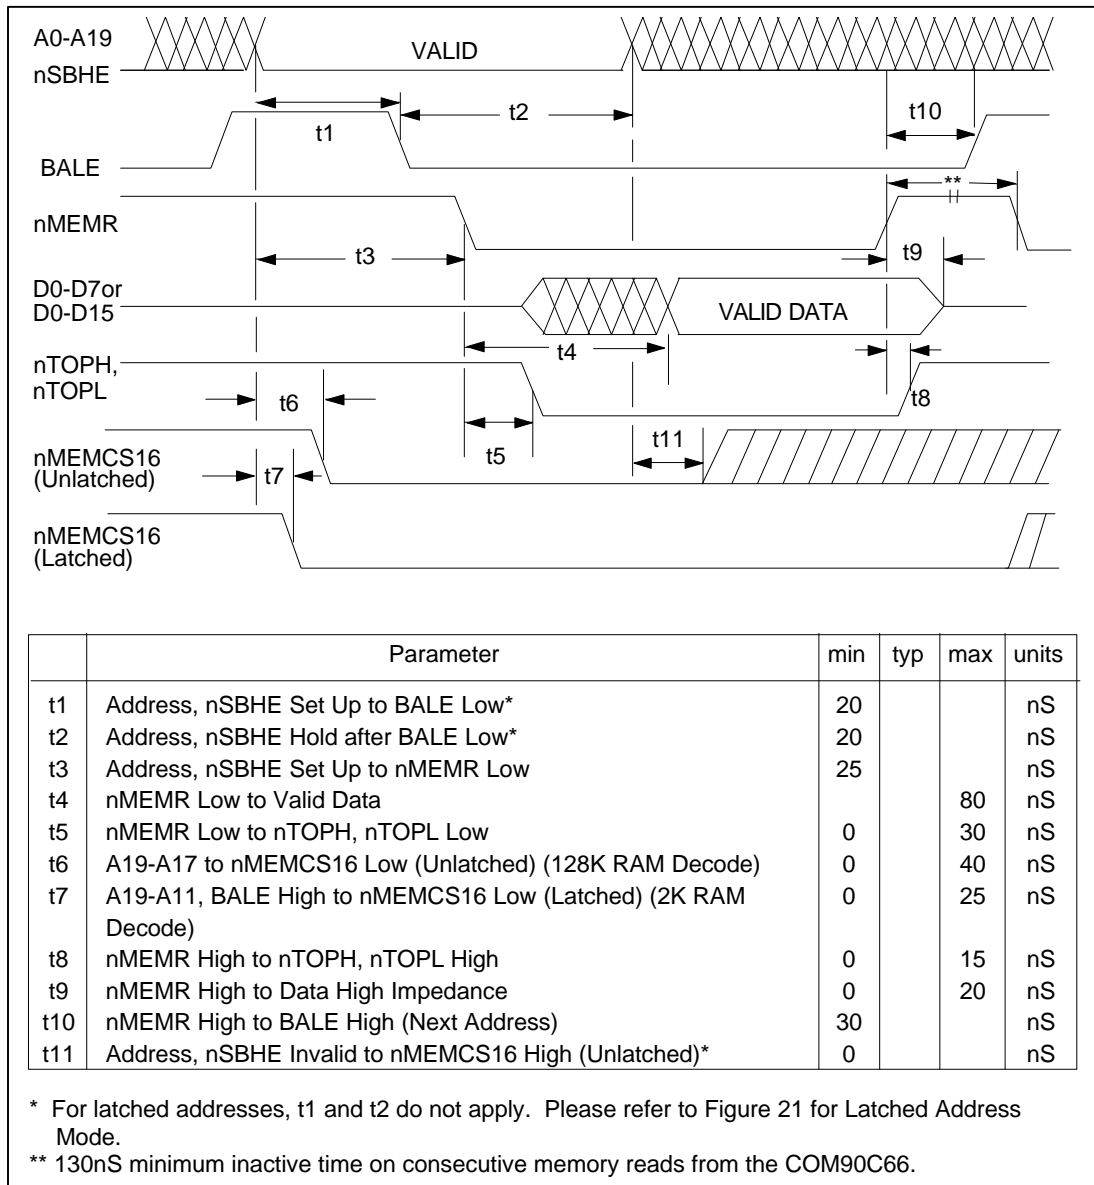 A0-A19
nSBHE
VALID
t1
t2
t10
BALE
**
nMEMR
t3
t9
D0-D7or
D0-D15
VALID DATA
t4
nTOPH,
nTOPL
t6
t8
t5
t11
nMEMCS16
(Unlatched)
t7
nMEMCS16
(Latched)
Parameter min typ max units
t1 Address, nSBHE Set Up to BALE Low* 20 nS
t2 Address, nSBHE Hold after BALE Low* 20 nS
t3 Address, nSBHE Set Up to nMEMR Low 25 nS
t4 nMEMR Low to Valid Data 80 nS
t5 nMEMR Low to nTOPH, nTOPL Low 0 30 nS
t6 A19-A17 to nMEMCS16 Low (Unlatched) (128K RAM Decode) 0 40 nS
t7 A19-A11, BALE High to nMEMCS16 Low (Latched) (2K RAM 0 25 nS
Decode)
t8 nMEMR High to nTOPH, nTOPL High 0 15 nS
t9 nMEMR High to Data High Impedance 0 20 nS
t10 nMEMR High to BALE High (Next Address) 30 nS
t11 Address, nSBHE Invalid to nMEMCS16 High (Unlatched)* 0 nS
* For latched addresses, t1 and t2 do not apply. Please refer to Figure 21 for Latched Address
Mode.
** 130nS minimum inactive time on consecutive memory reads from the COM90C66.